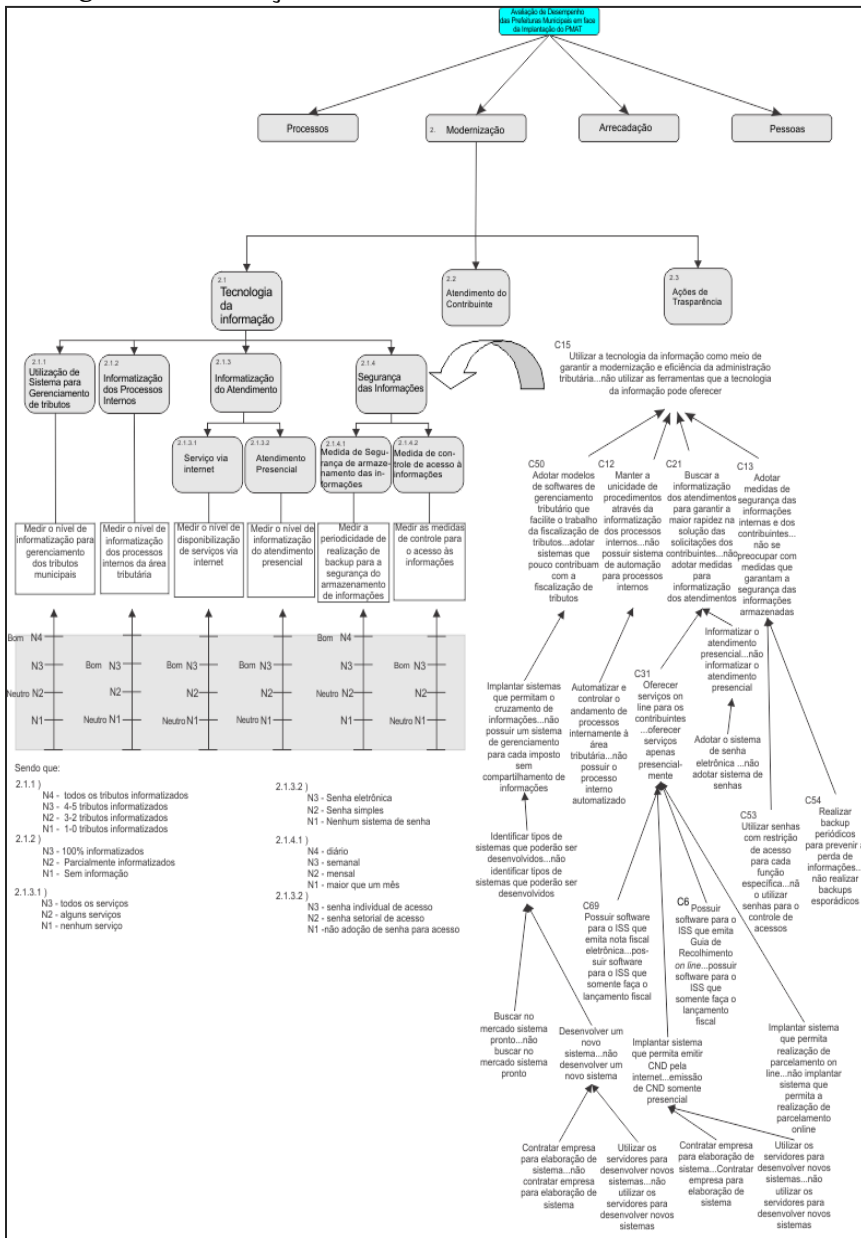 Avaliação de Desempenho
das Prefeituras Municipais em face
da Implantação do PMAT
Processos
2. Modernização
Arrecadação
Pessoas
2.1
Tecnologia
da
informação
2.2
Atendimento do
Contribuinte
2.3
Ações de
Trasparência
2.1.1
Utilização de
Sistema para
Gerenciamento
de tributos
2.1.2
Informatização
dos Processos
Internos
2.1.3
Informatização
do Atendimento
2.1.4
Segurança
das Informações
2.1.3.1
Serviço via
internet
2.1.3.2
Atendimento
Presencial
2.1.4.1
Medida de Segu-
rança de armaze-
namento das in-
formações
2.1.4.2
Medida de con-
trole de acesso à
informações
Medir o nível de
informatização para
gerenciamento
dos tributos
municipais
Medir o nível de
informatização
dos processos
internos da área
tributária
Medir o nível de
disponibilização
de serviços via
internet
Medir o nível de
informatização
do atendimento
presencial
Medir a
periodicidade de
realização de
backup para a
segurança do
armazenamento
de informações
Medir as medidas
de controle para
o acesso às
informações
Bom N4
N3
Neutro N2
N1
Bom N3
N2
Neutro N1
Bom N3
N2
Neutro N1
Bom N3
N2
Neutro N1
Bom N4
N3
Neutro N2
N1
Bom N3
N2
Neutro N1
Sendo que:
2.1.1 )
N4 - todos os tributos informatizados
N3 - 4-5 tributos informatizados
N2 - 3-2 tributos informatizados
N1 - 1-0 tributos informatizados
2.1.2 )
N3 - 100% informatizados
N2 - Parcialmente informatizados
N1 - Sem informação
2.1.3.1 )
N3 - todos os serviços
N2 - alguns serviços
N1 - nenhum serviço
2.1.3.2 )
N3 - Senha eletrônica
N2 - Senha simples
N1 - Nenhum sistema de senha
2.1.4.1 )
N4 - diário
N3 - semanal
N2 - mensal
N1 - maior que um mês
2.1.3.2 )
N3 - senha individual de acesso
N2 - senha setorial de acesso
N1 -não adoção de senha para acesso
C15
Utilizar a tecnologia da informação como meio de
garantir a modernização e eficiência da administração
tributária...não utilizar as ferramentas que a tecnologia
da informação pode oferecer
C50
Adotar modelos
de softwares de
gerenciamento
tributário que
facilite o trabalho
da fiscalização de
tributos...adotar
sistemas que
pouco contribuam
com a
fiscalização de
tributos
C12
Manter a
unicidade de
procedimentos
através da
informatização
dos processos
internos...não
possuir sistema
de automação
para processos
internos
C21
Buscar a
informatização
dos atendimentos
para garantir a
maior rapidez na
solução das
solicitações dos
contribuintes...não
adotar medidas
para
informatização
dos atendimentos
C13
Adotar
medidas de
segurança das
informações
internas e dos
contribuintes...
não se
preocupar com
medidas que
garantam a
segurança das
informações
armazenadas
Implantar sistemas
que permitam o
cruzamento de
informações...não
possuir um sistema
de gerenciamento
para cada imposto
sem
compartilhamento de
informações
Automatizar e
controlar o
andamento de
processos
internamente à
área
tributária...não
possuir o
processo
interno
automatizado
C31
Oferecer
serviços on
line para os
contribuintes
...oferecer
serviços
apenas
presencial-
mente
Informatizar o
atendimento
presencial...não
informatizar o
atendimento
presencial
Adotar o sistema
de senha
eletrônica ...não
adotar sistema de
senhas
C53
Utilizar senhas
com restrição
de acesso
para cada
função
específica...nã
o utilizar
senhas para o
controle de
acessos
C54
Realizar
backup
periódicos
para prevenir a
perda de
informações...
não realizar
backups
esporádicos
Identificar tipos de
sistemas que poderão ser
desenvolvidos...não
identificar tipos de
sistemas que poderão ser
desenvolvidos
C69
Possuir software
para o ISS que
emita nota fiscal
eletrônica...pos-
suir software
para o ISS que
somente faça o
lançamento fiscal
C6
Possuir
software para o
ISS que emita
Guia de
Recolhimento
on line...possuir
software para o
ISS que
somente faça o
lançamento
fiscal
Buscar no
mercado sistema
pronto...não
buscar no
mercado sistema
pronto
Desenvolver um
novo
sistema...não
desenvolver um
novo sistema
Implantar sistema
que permita emitir
CND pela
internet...emissão
de CND somente
presencial
Implantar sistema
que permita
realização de
parcelamento on
line...não implantar
sistema que
permita a
realização de
parcelamento
online
Contratar empresa
para elaboração de
sistema...não
contratar empresa
para elaboração de
sistema
Utilizar os
servidores para
desenvolver novos
sistemas...não
utilizar os
servidores para
desenvolver novos
sistemas
Contratar empresa
para elaboração de
sistema...Contratar
empresa para
elaboração de
sistema
Utilizar os
servidores para
desenvolver novos
sistemas...não
utilizar os
servidores para
desenvolver novos
sistemas